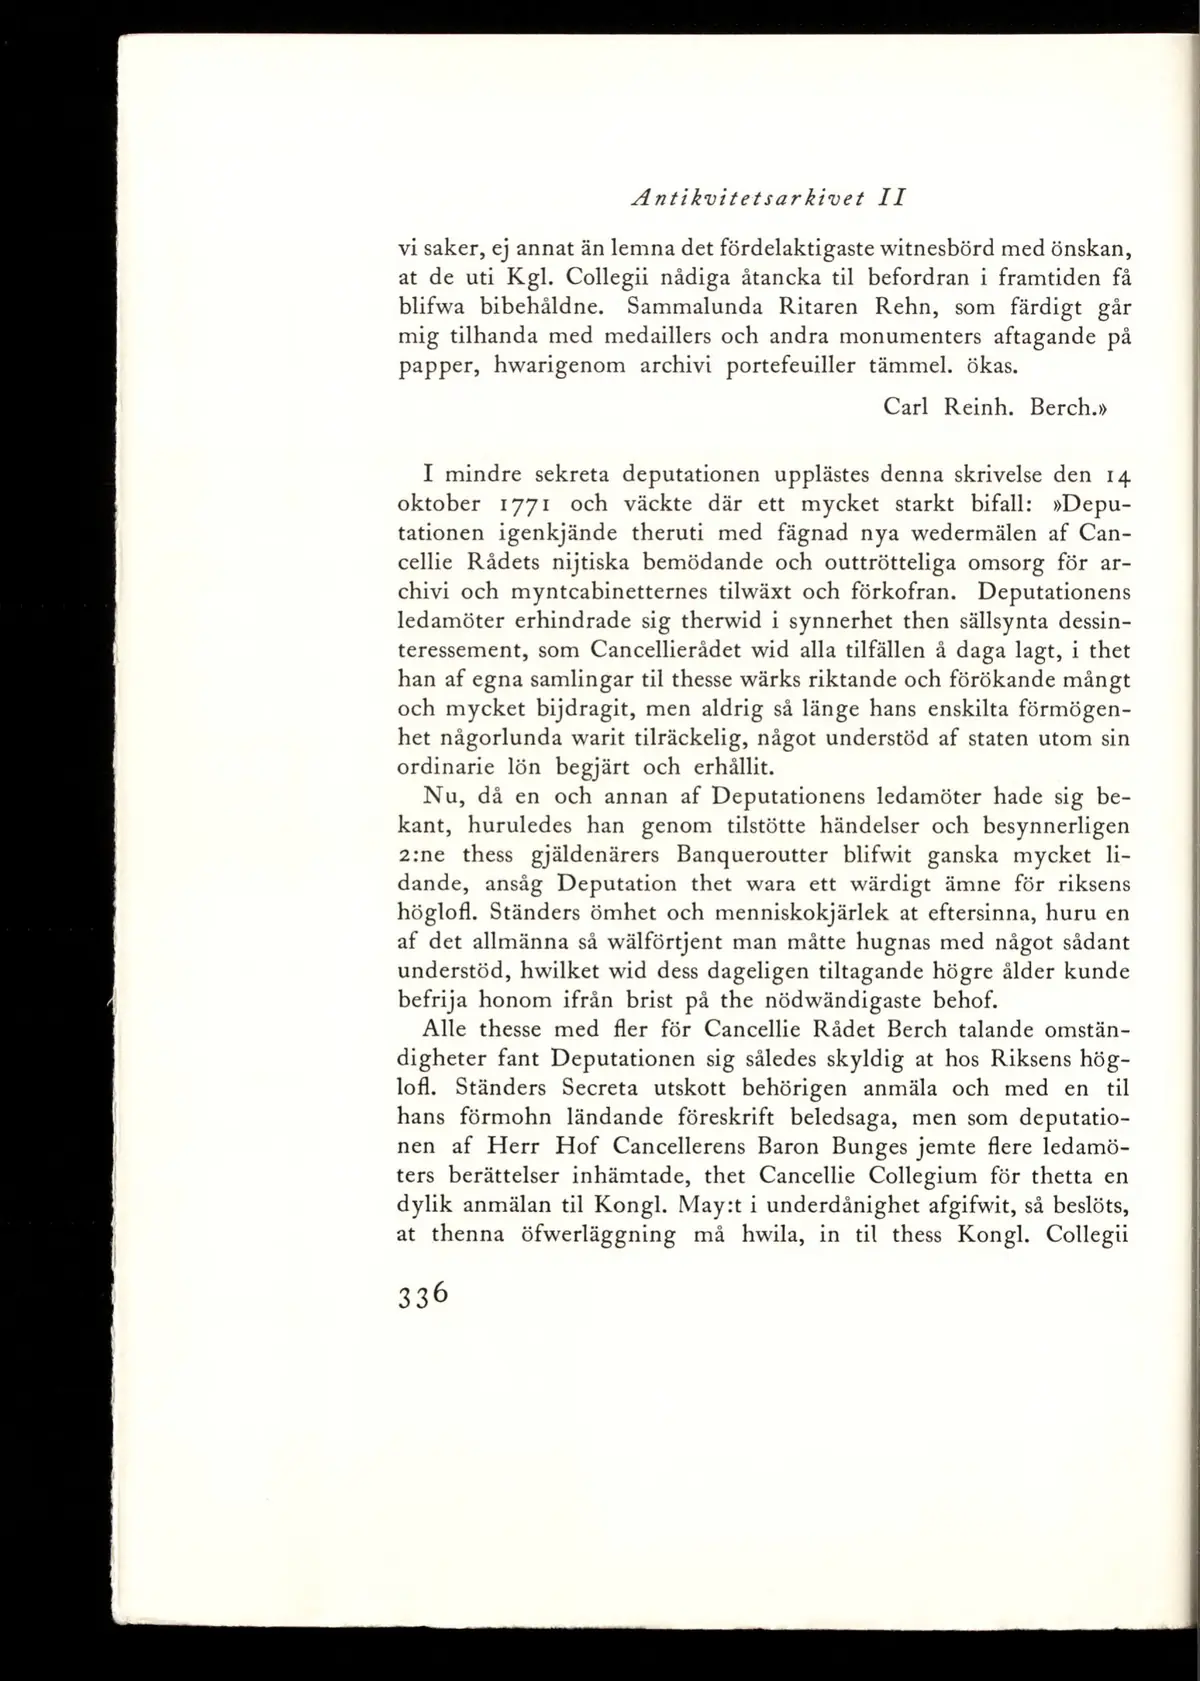 Antikvitetsarkivet II
vi saker, ej annat än lemna det fördelaktigaste witnesbörd med önskan,
at de uti Kgl. Collegii nådiga åtancka til befordran i framtiden få
blifwa bibehåldne. Sammalunda Ritaren Rehn, som färdigt går
mig tilhanda med medaillers och andra monumenters aftagande på
papper, hwarigenom archivi portefeuiller tämmel. ökas.
Carl Reinh. Berch.»
I mindre sekreta deputationen upplästes denna skrivelse den 14
oktober 1771 och väckte där ett mycket starkt bifall: »Depu-
tationen igenkjände theruti med fägnad nya wedermälen af Can-
cellie Rådets nijtiska bemödande och outtrötteliga omsorg för ar-
chivi och myntcabinetternes tilwäxt och förkofran. Deputationens
ledamöter erhindrade sig therwid i synnerhet then sällsynta dessin-
teressement, som Cancellierådet wid alla tilfällen å daga lagt, i thet
han af egna samlingar til thesse wärks riktande och förökande mångt
och mycket bijdragit, men aldrig så länge hans enskilta förmögen-
het någorlunda warit tilräckelig, något understöd af staten utom sin
ordinarie lön begjärt och erhållit.
Nu, då en och annan af Deputationens ledamöter hade sig be-
kant, huruledes han genom tilstötte händelser och besynnerligen
2:ne thess gjäldenärers Banqueroutter blifwit ganska mycket li-
dande, ansåg Deputation thet wara ett wärdigt ämne för riksens
höglofl. Ständers ömhet och menniskokjärlek at eftersinna, huru en
af det allmänna så wälförtjent man måtte hugnas med något sådant
understöd, hwilket wid dess dageligen tiltagande högre ålder kunde
befrija honom ifrån brist på the nödwändigaste behof.
Alle thesse med fler för Cancellie Rådet Berch talande omstän-
digheter fant Deputationen sig således skyldig at hos Riksens hög-
lofl. Ständers Secreta utskott behörigen anmäla och med en til
hans förmohn ländande föreskrift beledsaga, men som deputatio-
nen af Herr Hof Cancellerens Baron Bunges jemte flere ledamö-
ters berättelser inhämtade, thet Cancellie Collegium för thetta en
dylik anmälan til Kongl. May:t i underdånighet afgifwit, så beslöts,
at thenna öfwerläggning må hwila, in til thess Kongl. Collegii
336